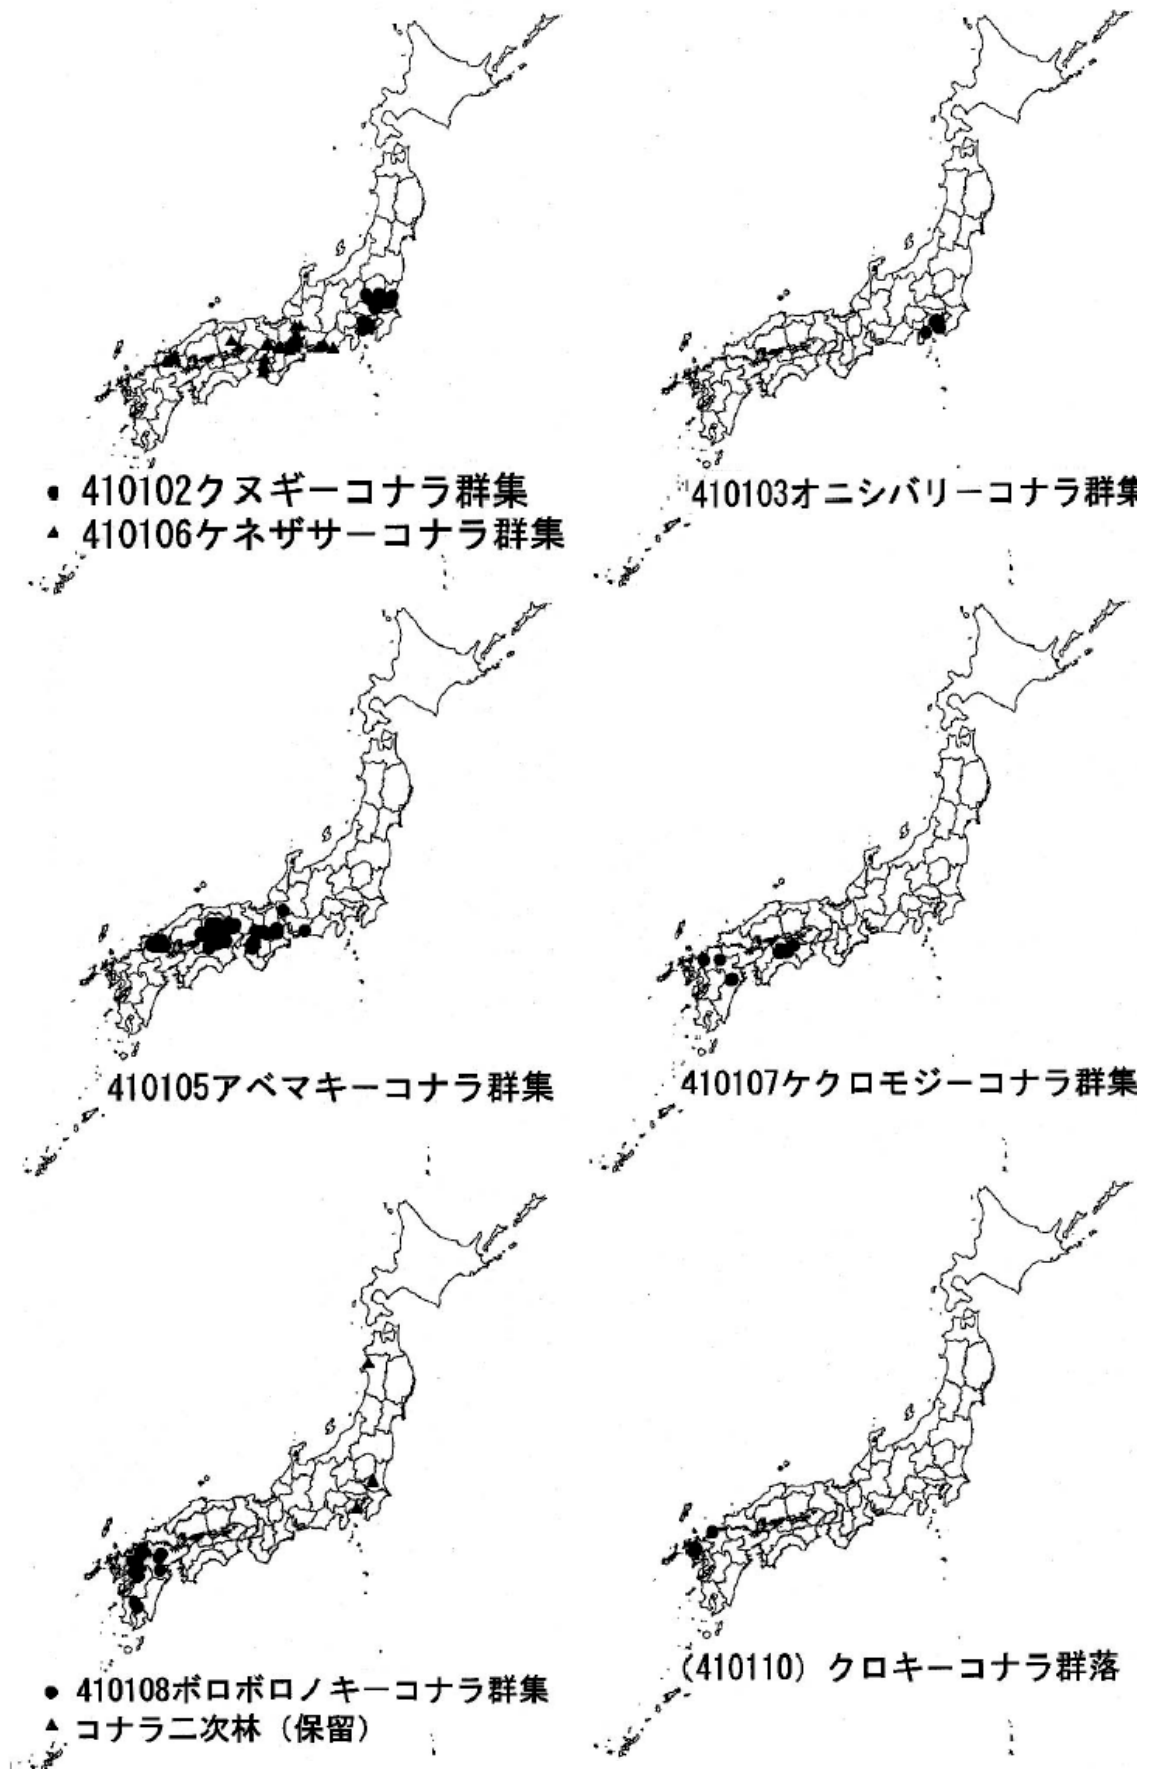 ● 410102クヌギーコナラ群集
▲ 410106ケネザサーコナラ群集
410103オニシバリーコナラ群集
410105アベマキーコナラ群集
410107ケクロモジーコナラ群集
● 410108ボロボロノキーコナラ群集
▲ コナラ二次林（保留）
（410110）クロキーコナラ群落